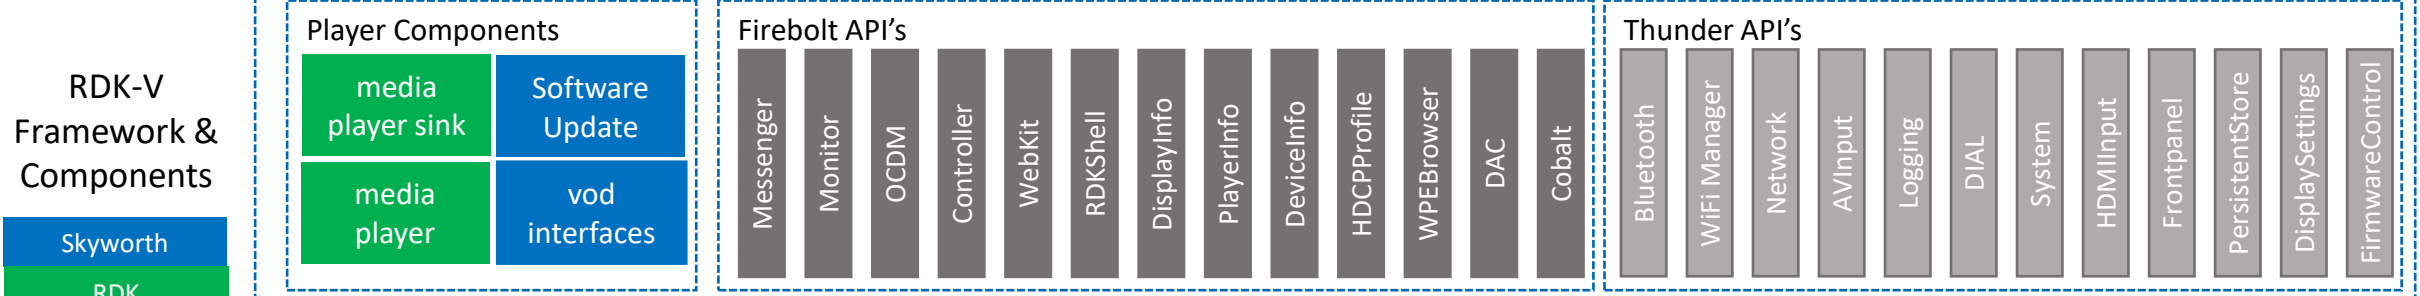 RDK-V
Framework &
Components
Skyworth
RDK
Player Components
media
player sink
Software
Update
media
player
vod
interfaces
Firebolt API's
Messenger
Monitor
OCDM
Controller
WebKit
RDKShell
DisplayInfo
PlayerInfo
DeviceInfo
HDCPProfile
WPEBrowser
DAC
Cobalt
Thunder API's
Bluetooth
WiFi Manager
Network
AVInput
Logging
DIAL
System
HDMIInput
Frontpanel
PersistentStore
DisplaySettings
FirmwareControl